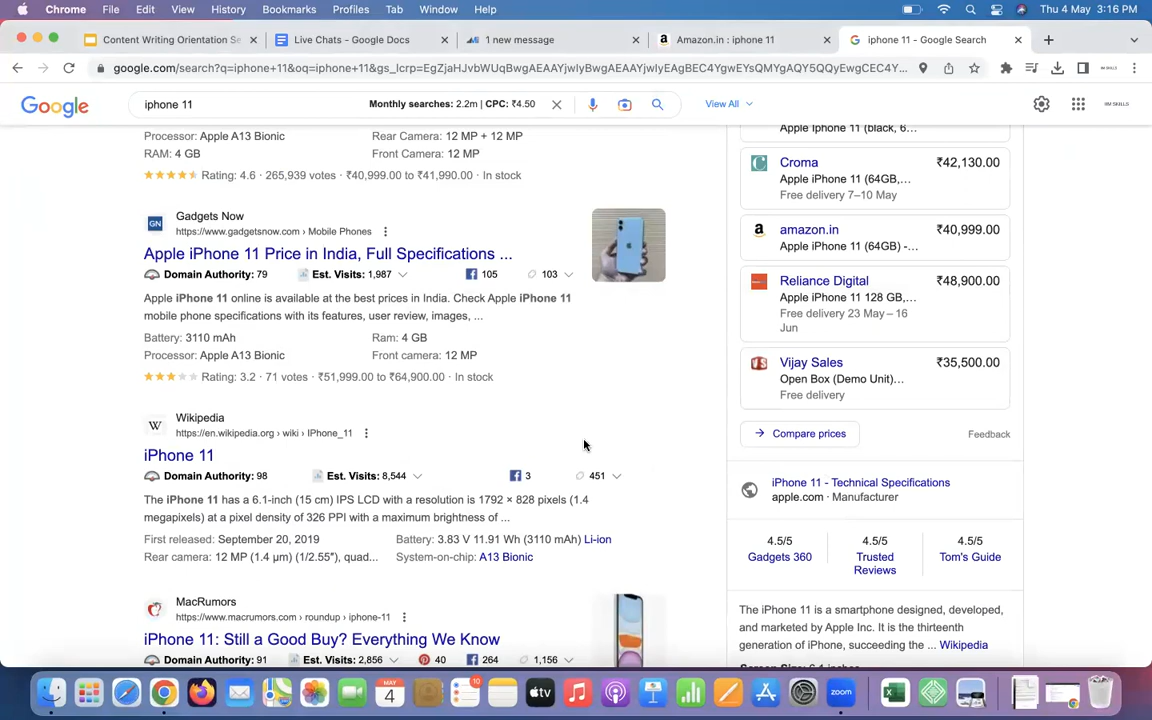 Chrome File Edit View History Bookmarks Profiles Tab Window Help Thu 4 May 3:16 PM
Content Writing Orientation Se
Live Chats - Google Docs
1 new message
Amazon.in : iphone 11
iphone 11 - Google Search
google.com/search?q=iphone+11&oq=iphone+11&gs_lcrp=EgZjaHJvbWUqBwgAEAAYjwIyBwgAEAAYjwIyBwgBEC4YgwEYsQMYgAQY5QQyEwgCEC4...
Google
iphone 11
Monthly searches: 2.2m | CPC: ₹4.50
View All
IIM SKILLS
Processor: Apple A13 Bionic
Rear Camera: 12 MP + 12 MP
RAM: 4 GB
Front Camera: 12 MP
Rating: 4.6 · 265,939 votes · ₹40,999.00 to ₹41,990.00 · In stock
GN
Gadgets Now
https://www.gadgetsnow.com › Mobile Phones
Apple iPhone 11 Price in India, Full Specifications ...
Domain Authority: 79
Est. Visits: 1,987
105
103
Apple iPhone 11 online is available at the best prices in India. Check Apple iPhone 11
mobile phone specifications with its features, user review, images, ...
Battery: 3110 mAh
Ram: 4 GB
Processor: Apple A13 Bionic
Front camera: 12 MP
Rating: 3.2 · 71 votes · ₹51,999.00 to ₹64,900.00 · In stock
W
Wikipedia
https://en.wikipedia.org › wiki › IPhone_11
iPhone 11
Domain Authority: 98
Est. Visits: 8,544
3
451
The iPhone 11 has a 6.1-inch (15 cm) IPS LCD with a resolution is 1792 × 828 pixels (1.4
megapixels) at a pixel density of 326 PPI with a maximum brightness of ...
First released: September 20, 2019
Battery: 3.83 V 11.91 Wh (3110 mAh) Li-ion
Rear camera: 12 MP (1.4 μm) (1/2.55"), quad...
System-on-chip: A13 Bionic
MacRumors
https://www.macrumors.com › roundup › iphone-11
iPhone 11: Still a Good Buy? Everything We Know
Domain Authority: 91
Est. Visits: 2,856
40
264
1,156
Apple Iphone 11 (black, 6...
Croma
₹42,130.00
Apple iPhone 11 (64GB,...
Free delivery 7–10 May
amazon.in
₹40,999.00
Apple iPhone 11 (64GB) -...
Reliance Digital
₹48,900.00
Apple iPhone 11 128 GB,...
Free delivery 23 May – 16
Jun
Vijay Sales
₹35,500.00
Open Box (Demo Unit)...
Free delivery
Compare prices
Feedback
iPhone 11 - Technical Specifications
apple.com · Manufacturer
4.5/5
Gadgets 360
4.5/5
Trusted
Reviews
4.5/5
Tom's Guide
The iPhone 11 is a smartphone designed, developed,
and marketed by Apple Inc. It is the thirteenth
generation of iPhone, succeeding the ... Wikipedia
MAY
4
10
tv
zoom